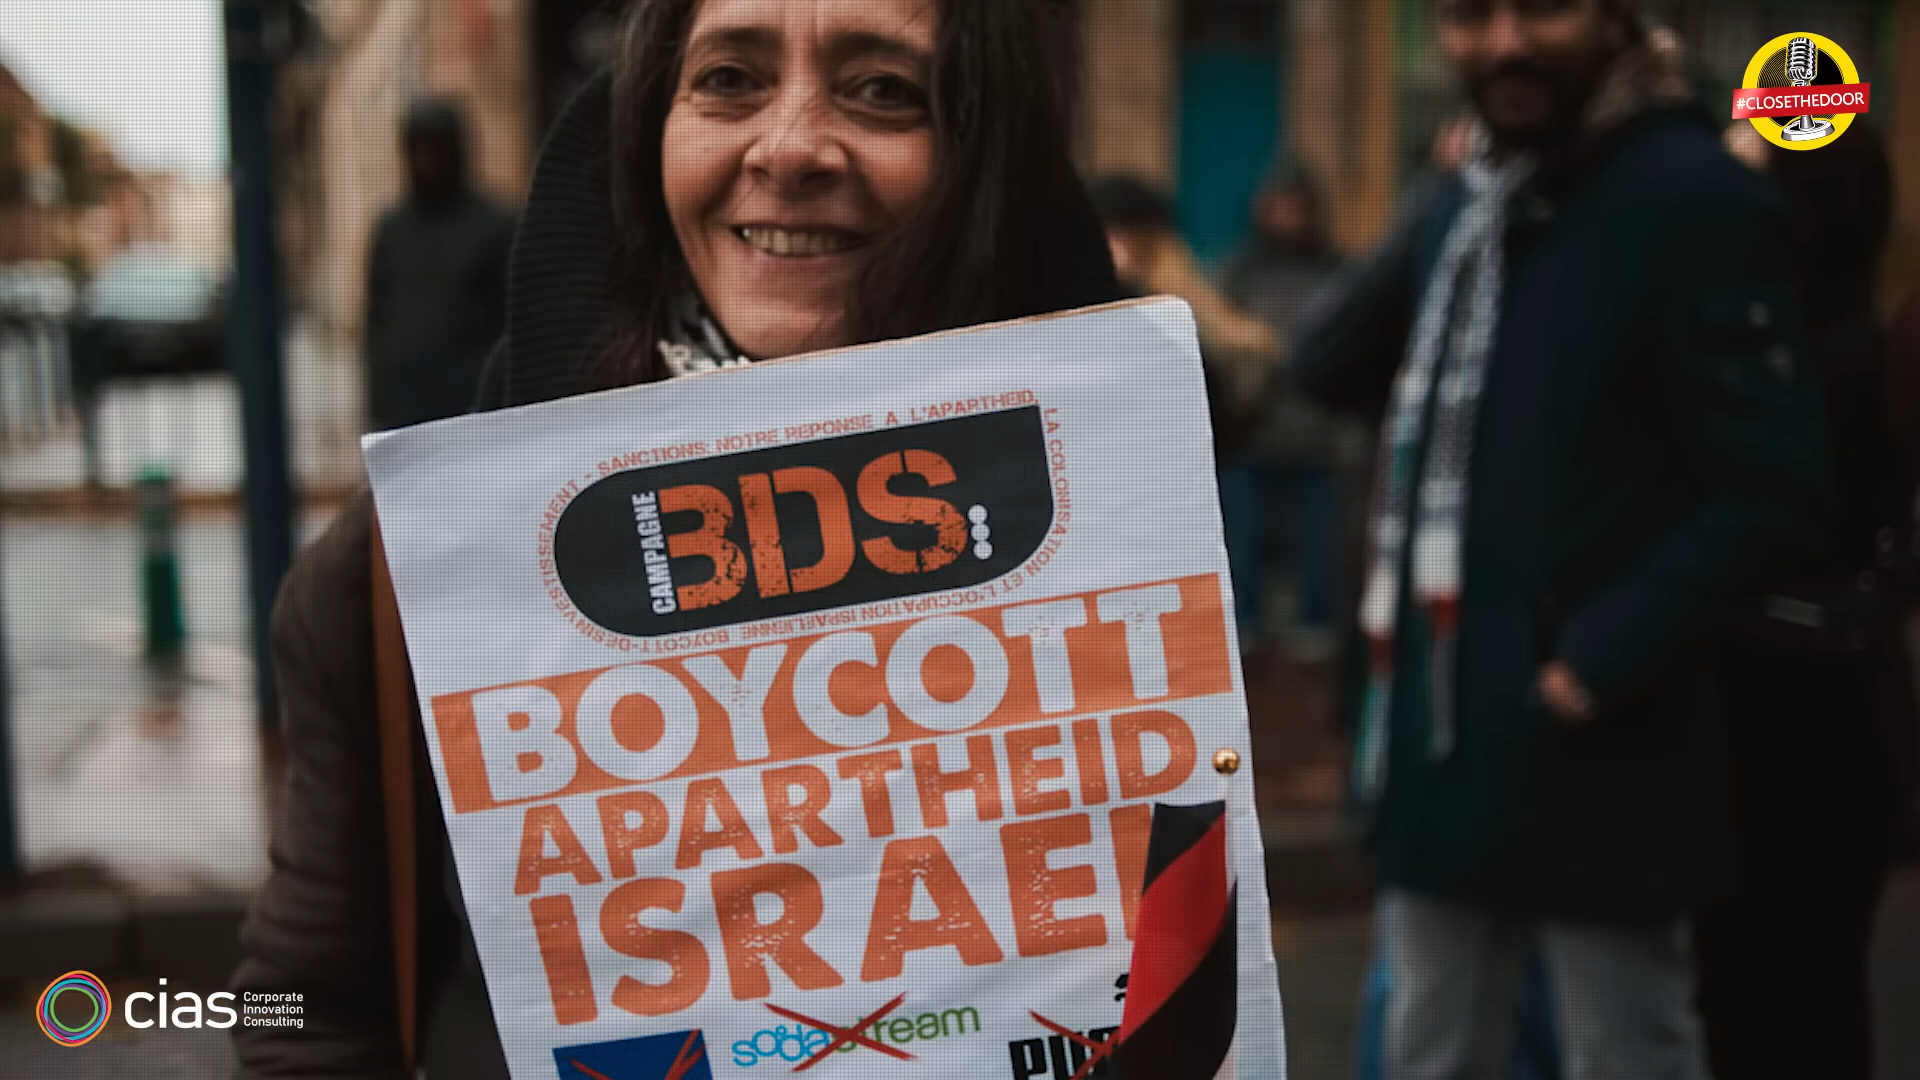 #CLOSETHEDOOR
SANCTIONS: NOTRE REPONSE A L'APARTHEID,
LA COLONISATION ET L'OCCUPATION ISRAELIENNE
BOYCOTT-DESINVESTISSEMENT -
CAMPAGNE
BDS
BOYCOTT
APARTHEID
ISRAEL
sodastream
cias Corporate
Innovation
Consulting